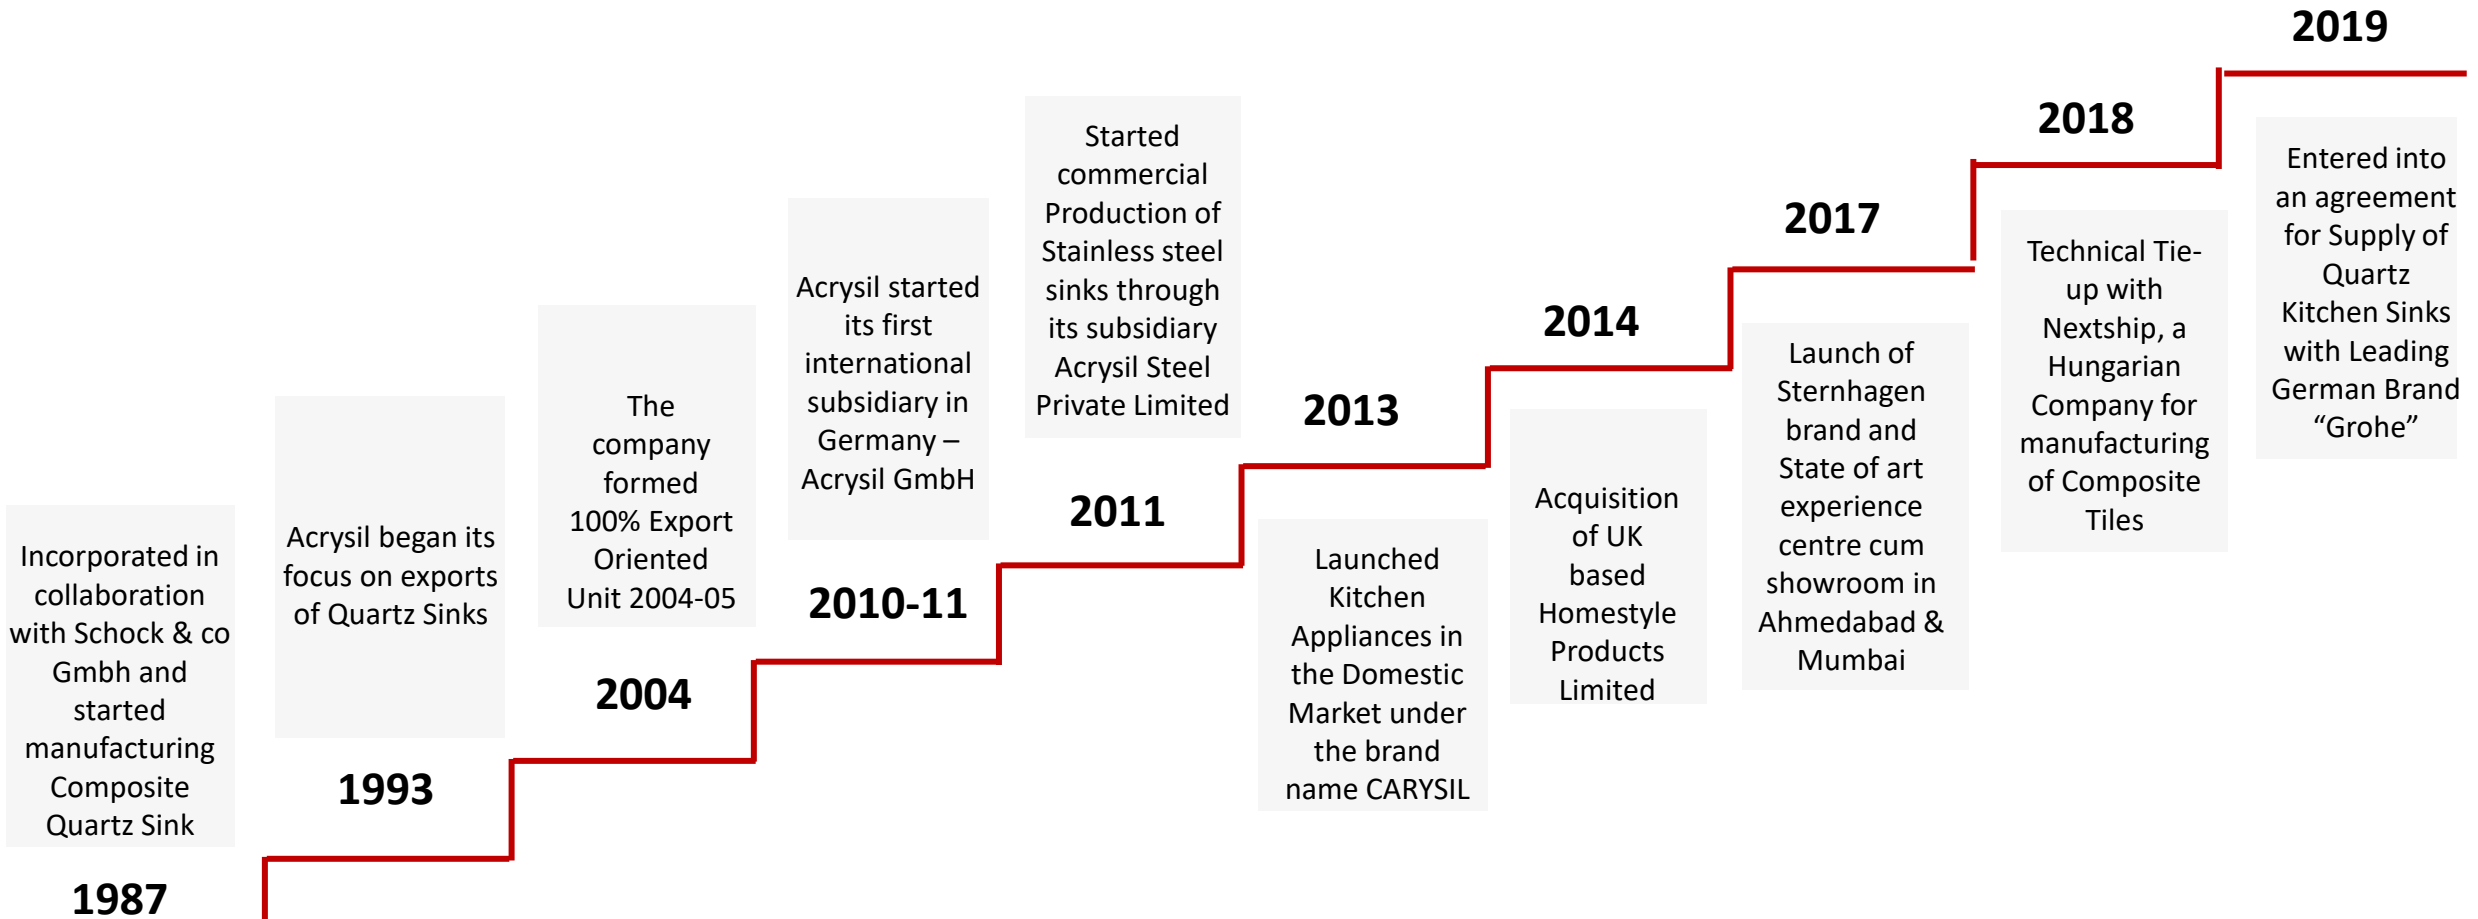 1987
Incorporated in
collaboration
with Schock & co
Gmbh and
started
manufacturing
Composite
Quartz Sink
1993
Acrysil began its
focus on exports
of Quartz Sinks
2004
The
company
formed
100% Export
Oriented
Unit 2004-05
2010-11
Acrysil started
its first
international
subsidiary in
Germany –
Acrysil GmbH
2011
Started
commercial
Production of
Stainless steel
sinks through
its subsidiary
Acrysil Steel
Private Limited
2013
Launched
Kitchen
Appliances in
the Domestic
Market under
the brand
name CARYSIL
2014
Acquisition
of UK
based
Homestyle
Products
Limited
2017
Launch of
Sternhagen
brand and
State of art
experience
centre cum
showroom in
Ahmedabad &
Mumbai
2018
Technical Tie-
up with
Nextship, a
Hungarian
Company for
manufacturing
of Composite
Tiles
2019
Entered into
an agreement
for Supply of
Quartz
Kitchen Sinks
with Leading
German Brand
“Grohe”